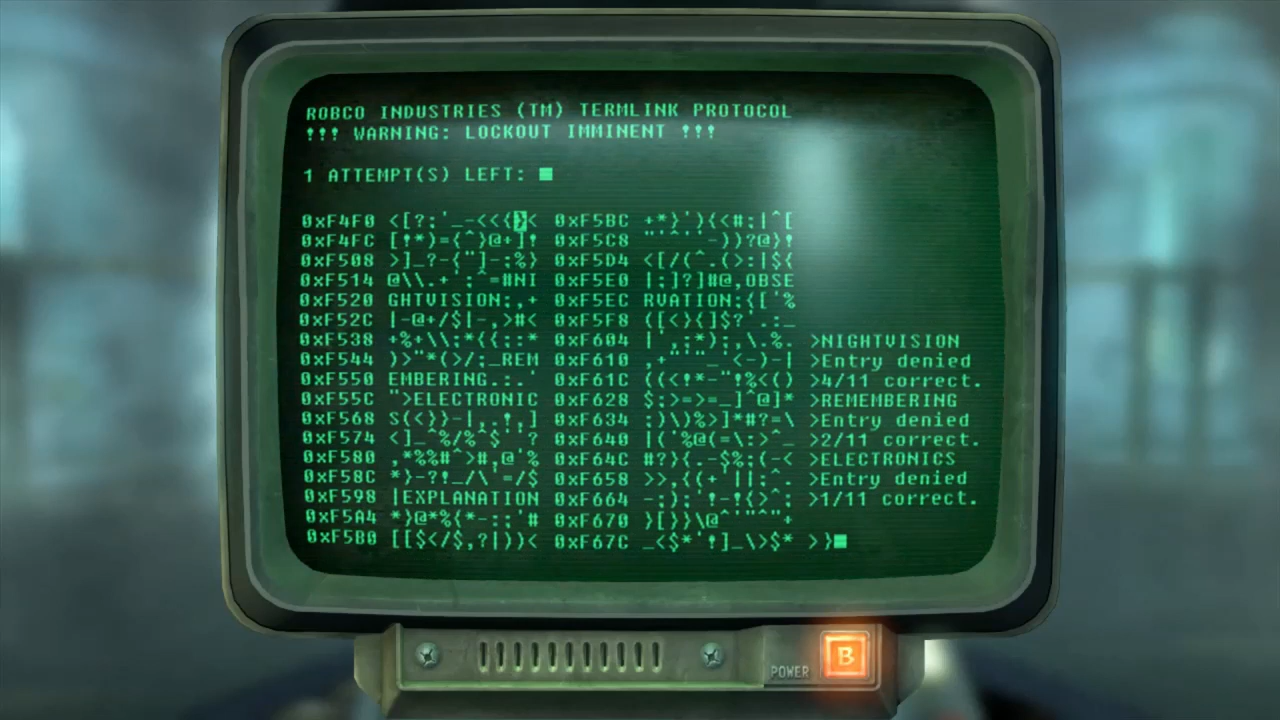 ROBCO INDUSTRIES (TM) TERMLINK PROTOCOL
!!! WARNING: LOCKOUT IMMINENT !!!
1 ATTEMPT(S) LEFT: ■
0xF4F0 <[?;'_-<<{}<
0xF4FC [!*)={^}@+]!
0xF508 >]_?-{"]-;%}
0xF514 @\\.+`;^=#NI
0xF520 GHTVISION:,+
0xF52C |-@+/$|-,>#<
0xF538 +%+\\:*({::*
0xF544 )>"*(>/;_REM
0xF550 EMBERING.:.'
0xF55C ">ELECTRONIC
0xF568 S(<}}-|,:!,]
0xF574 <]_^%/%^$'`?
0xF580 ,*%%#^>#,@'%
0xF58C *}-?!_/\`=/$
0xF598 |EXPLANATION
0xF5A4 *}@*%{*-:;'#
0xF5B0 [[$</$,?|))<
0xF5BC +*}'){<#;|^[
0xF5C8 "^^''-))?@}!
0xF5D4 <[/(^.(>:|${
0xF5E0 |;]?]#@,OBSE
0xF5EC RVATION:{['%
0xF5F8 ([<}{]$?`.:_
0xF604 |',:*):,\.%.
0xF610 ,+"'"_'<-)-|
0xF61C ((<!*-"!%<()
0xF628 $;>=>=_]^@]*
0xF634 :)\)%>]*#?=\
0xF640 |('%@(=\:>^_
0xF64C #?}{.-$%;(-<
0xF658 >>,{(+`||;^.
0xF664 -;);'!-!{>^;
0xF670 }[}}\@^'"^"+
0xF67C _<$*'!]_\>$*
>NIGHTVISION
>Entry denied
>4/11 correct.
>REMEMBERING
>Entry denied
>2/11 correct.
>ELECTRONICS
>Entry denied
>1/11 correct.
>}■
POWER
B